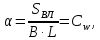 α = S_ВЛ / (B · L) = C_w,